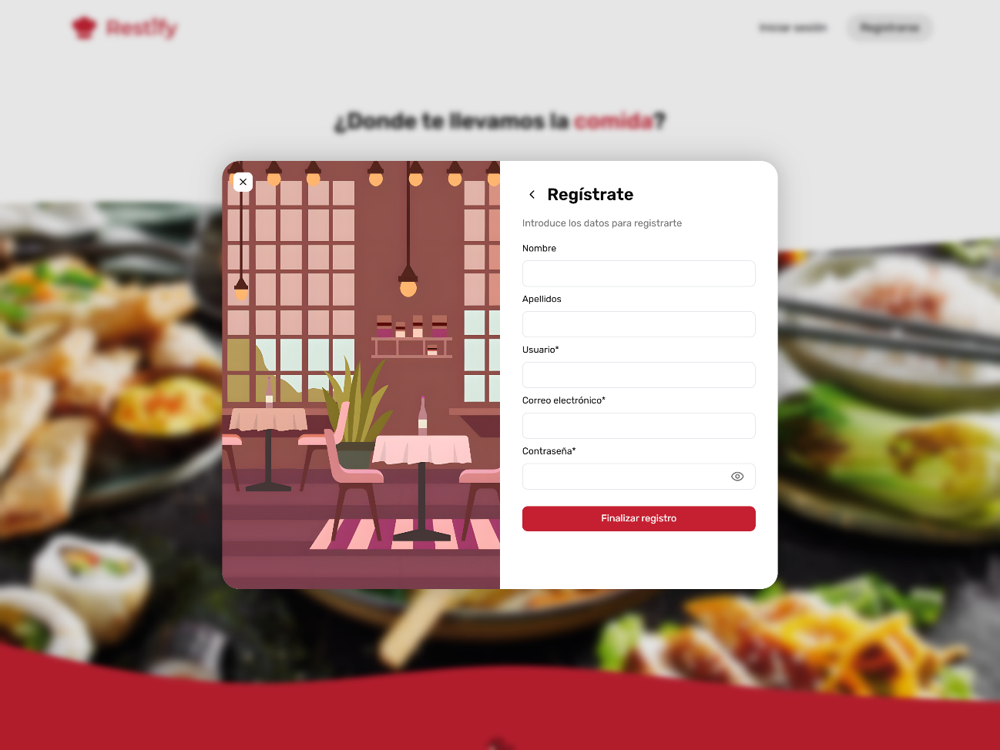 Rest1fy
Iniciar sesión
Registrarse
¿Donde te llevamos la comida?
Regístrate
Introduce los datos para registrarte
Nombre
Apellidos
Usuario*
Correo electrónico*
Contraseña*
Finalizar registro